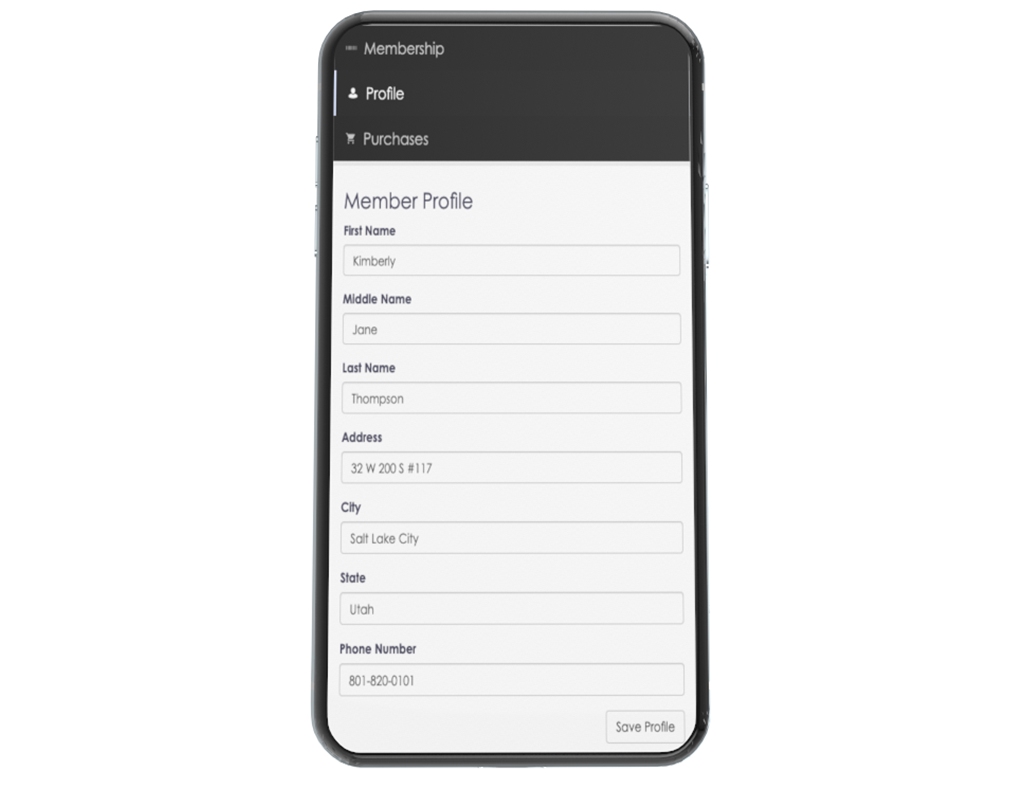 Membership
Profile
Purchases
Member Profile
First Name
Kimberly
Middle Name
Jane
Last Name
Thompson
Address
32 W 200 S #117
City
Salt Lake City
State
Utah
Phone Number
801-820-0101
Save Profile